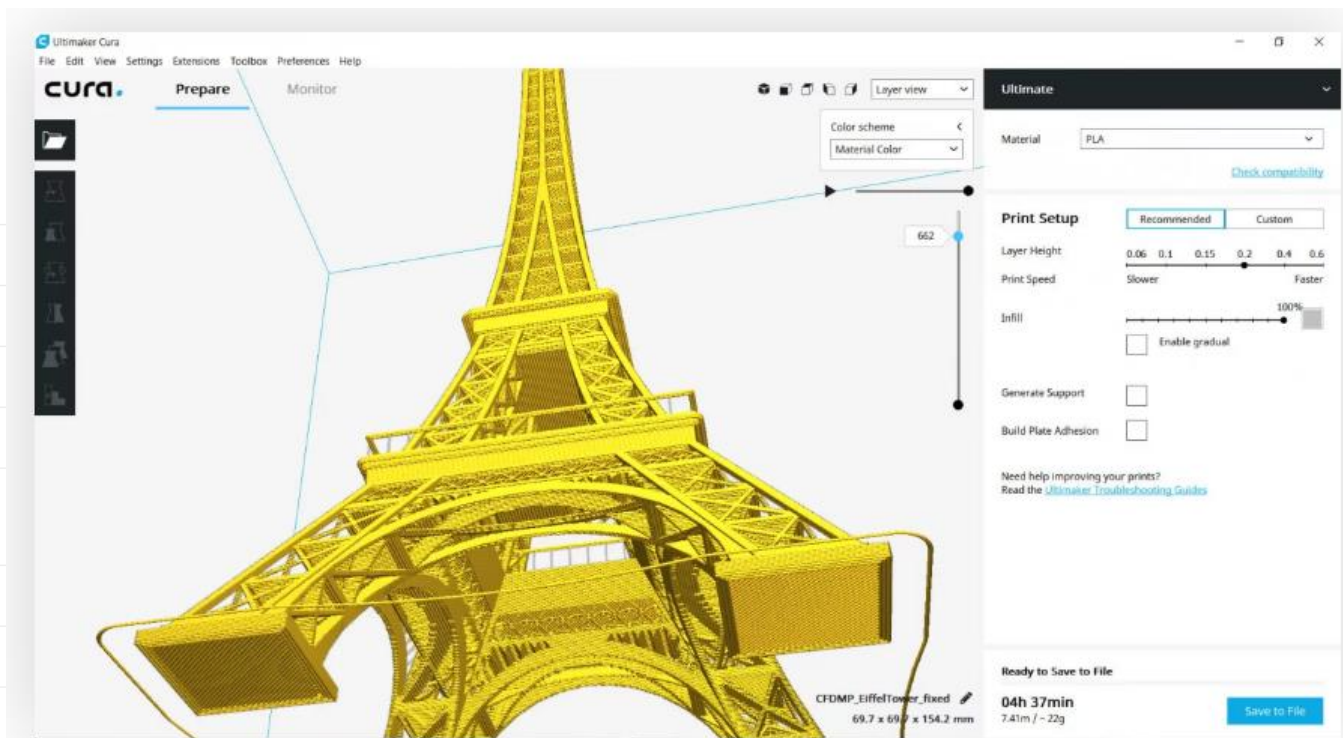 Ultimaker Cura
File Edit View Settings Extensions Toolbox Preferences Help
cura.
Prepare
Monitor
Layer view
Color scheme
Material Color
662
Ultimate
Material
PLA
Check compatibility
Print Setup
Recommended
Custom
Layer Height
0.06 0.1 0.15 0.2 0.4 0.6
Print Speed
Slower
Faster
100%
Infill
Enable gradual
Generate Support
Build Plate Adhesion
Need help improving your prints?
Read the Ultimaker Troubleshooting Guides
CFDMP_EiffelTower_fixed
69.7 x 69.7 x 154.2 mm
Ready to Save to File
04h 37min
7.41m / ~ 22g
Save to File